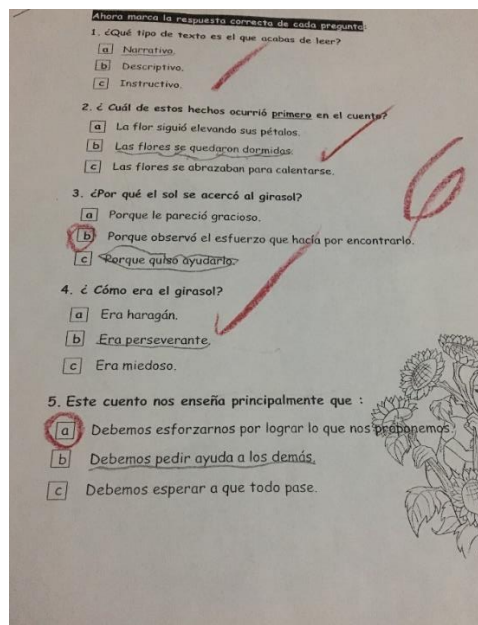 Ahora marca la respuesta correcta de cada pregunta:
1. ¿Qué tipo de texto es el que acabas de leer?
a Narrativo.
b Descriptivo.
c Instructivo.
2. ¿ Cuál de estos hechos ocurrió primero en el cuento?
a La flor siguió elevando sus pétalos.
b Las flores se quedaron dormidas.
c Las flores se abrazaban para calentarse.
3. ¿Por qué el sol se acercó al girasol?
a Porque le pareció gracioso.
b Porque observó el esfuerzo que hacía por encontrarlo.
c Porque quiso ayudarlo.
4. ¿ Cómo era el girasol?
a Era haragán.
b Era perseverante.
c Era miedoso.
5. Este cuento nos enseña principalmente que :
a Debemos esforzarnos por lograr lo que nos proponemos.
b Debemos pedir ayuda a los demás.
c Debemos esperar a que todo pase.